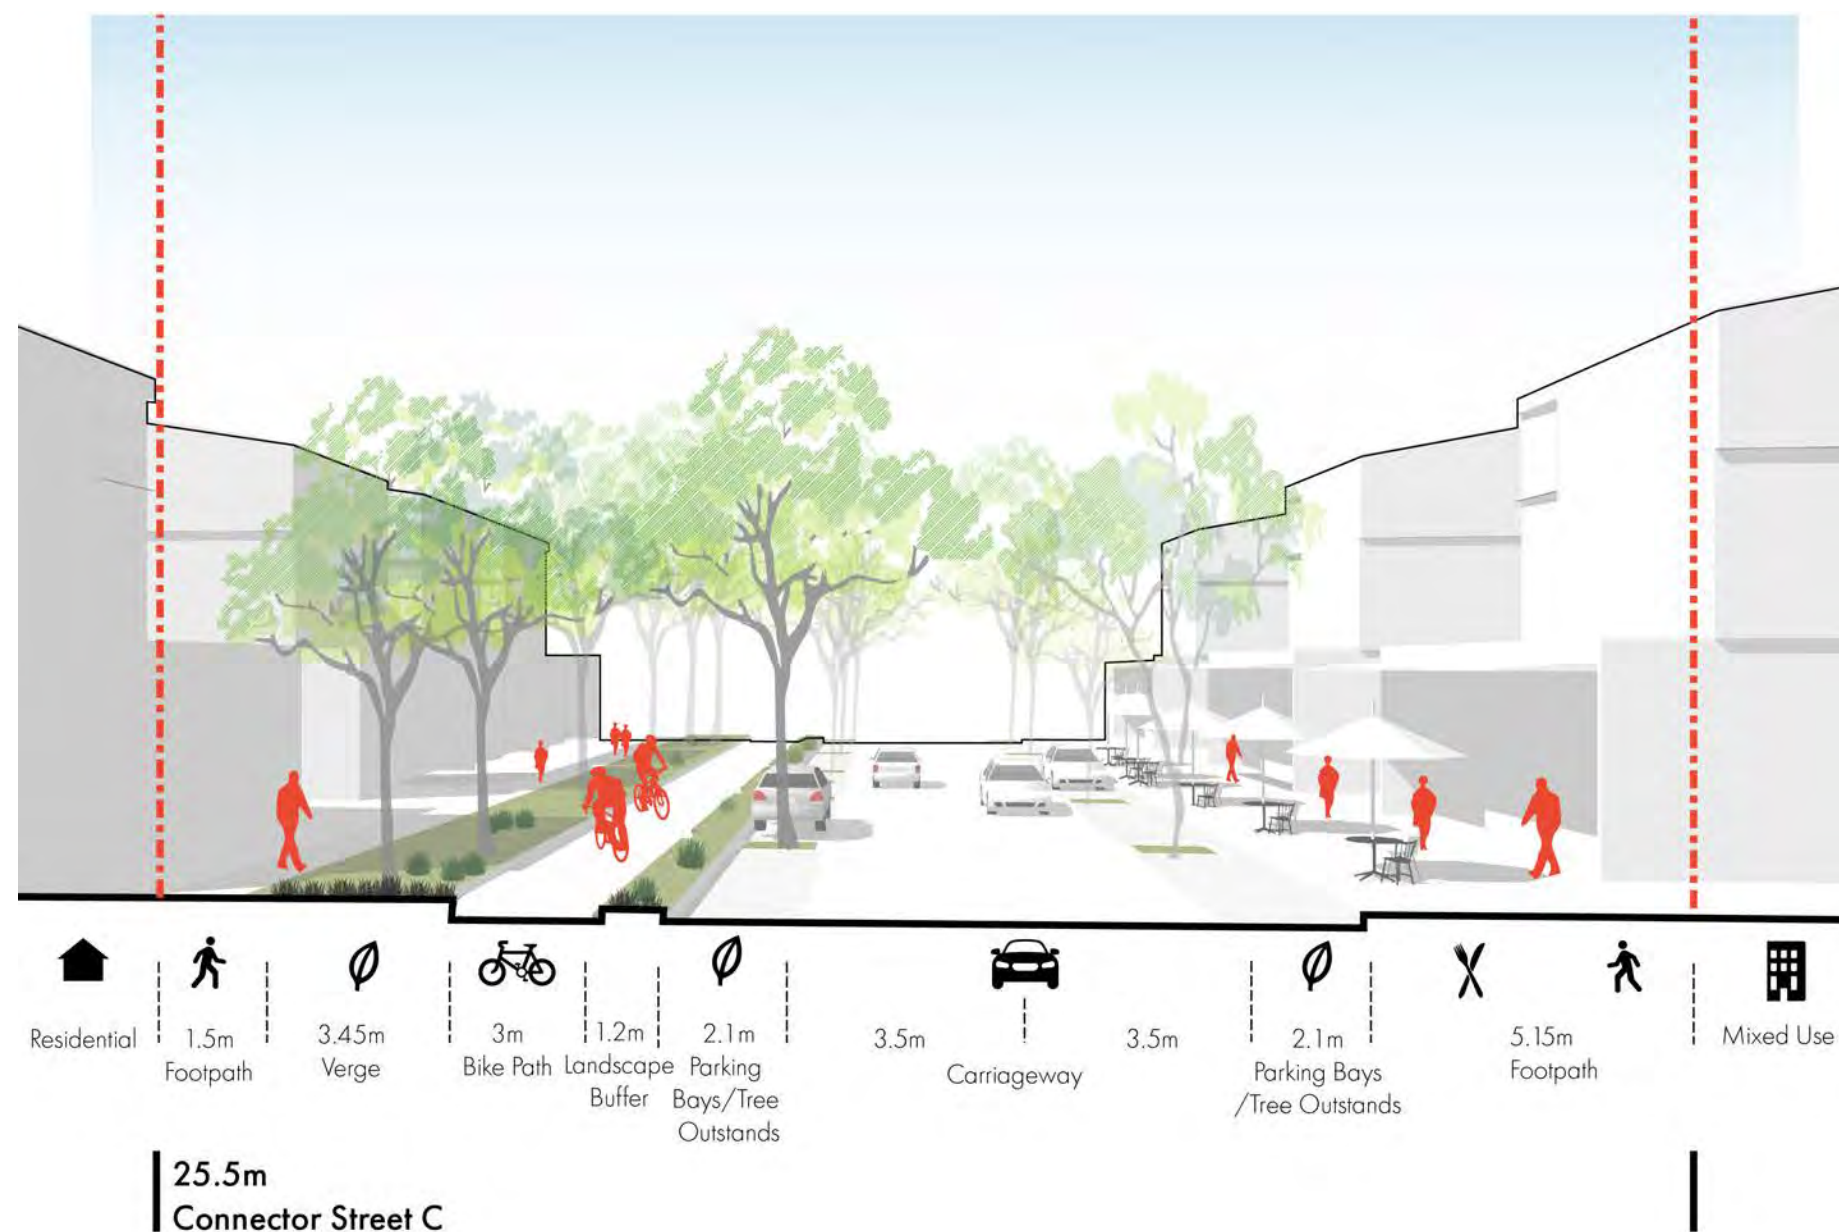 Residential
1.5m
Footpath
3.45m
Verge
3m
Bike Path
1.2m
Landscape
Buffer
2.1m
Parking
Bays/Tree
Outstands
3.5m
Carriageway
3.5m
2.1m
Parking Bays
/Tree Outstands
5.15m
Footpath
Mixed Use
25.5m
Connector Street C